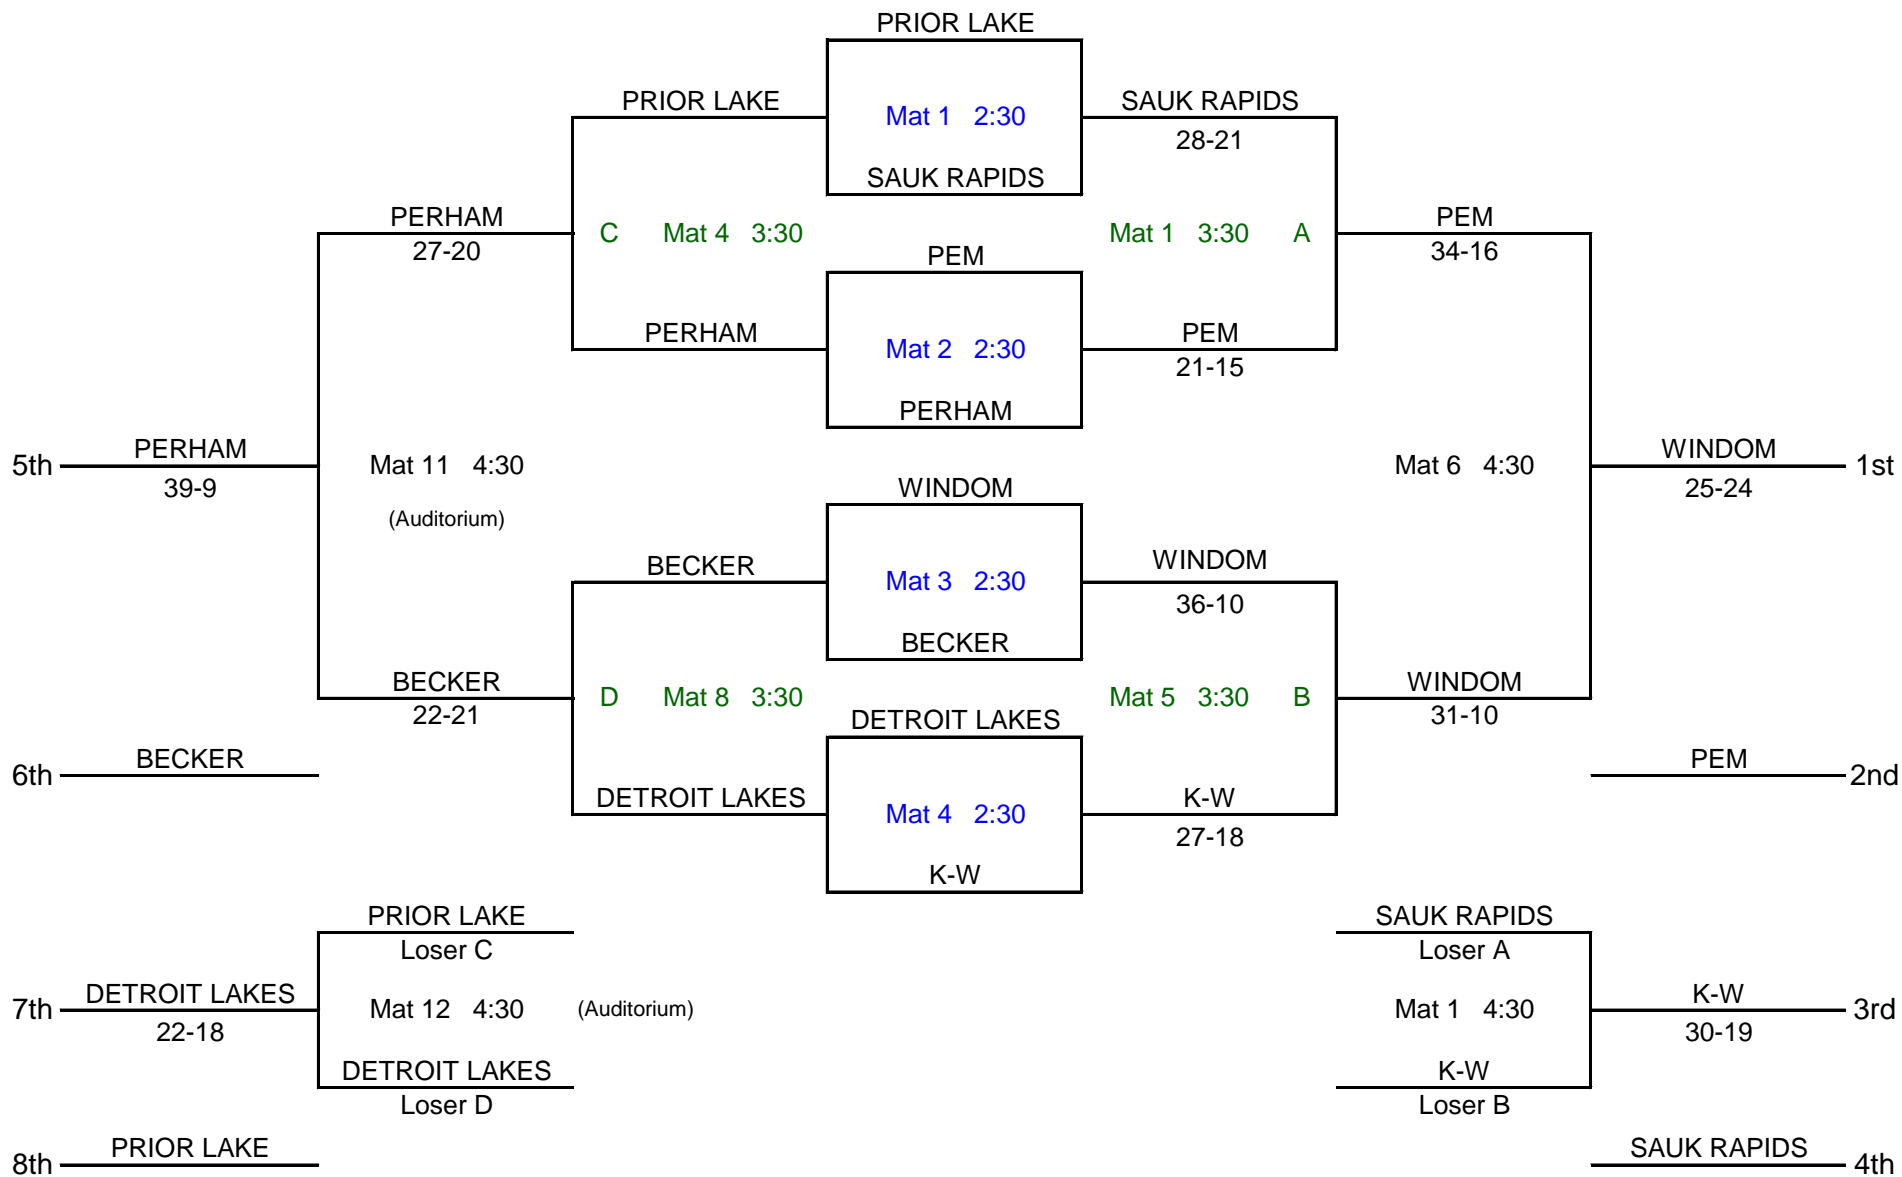 PRIOR LAKE
PRIOR LAKE
Mat 1 2:30
SAUK RAPIDS
28-21
SAUK RAPIDS
PERHAM
27-20
C Mat 4 3:30
Mat 1 3:30 A
PEM
34-16
PEM
PERHAM
Mat 2 2:30
PEM
21-15
PERHAM
5th
PERHAM
39-9
Mat 11 4:30
(Auditorium)
Mat 6 4:30
WINDOM
25-24
1st
WINDOM
BECKER
Mat 3 2:30
WINDOM
36-10
BECKER
BECKER
22-21
D Mat 8 3:30
Mat 5 3:30 B
WINDOM
31-10
DETROIT LAKES
6th
BECKER
PEM
2nd
DETROIT LAKES
Mat 4 2:30
K-W
27-18
K-W
PRIOR LAKE
Loser C
SAUK RAPIDS
Loser A
7th
DETROIT LAKES
22-18
Mat 12 4:30
(Auditorium)
Mat 1 4:30
K-W
30-19
3rd
DETROIT LAKES
Loser D
K-W
Loser B
8th
PRIOR LAKE
SAUK RAPIDS
4th